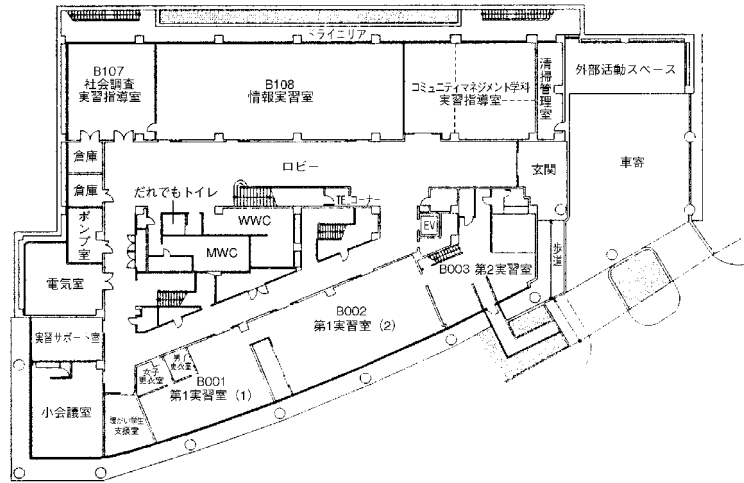 ドライエリア
B107
社会調査
実習指導室
B108
情報実習室
コミュニティマネジメント学科
実習指導室
清掃管理室
外部活動スペース
倉庫
ロビー
玄関
車寄
倉庫
だれでもトイレ
TELコーナー
ポンプ室
WWC
EV
MWC
歩道
電気室
B003 第2実習室
B002
第1実習室（2）
実習サポート室
男子
更衣室
女子
更衣室
B001
第1実習室（1）
小会議室
障がい学生
支援室